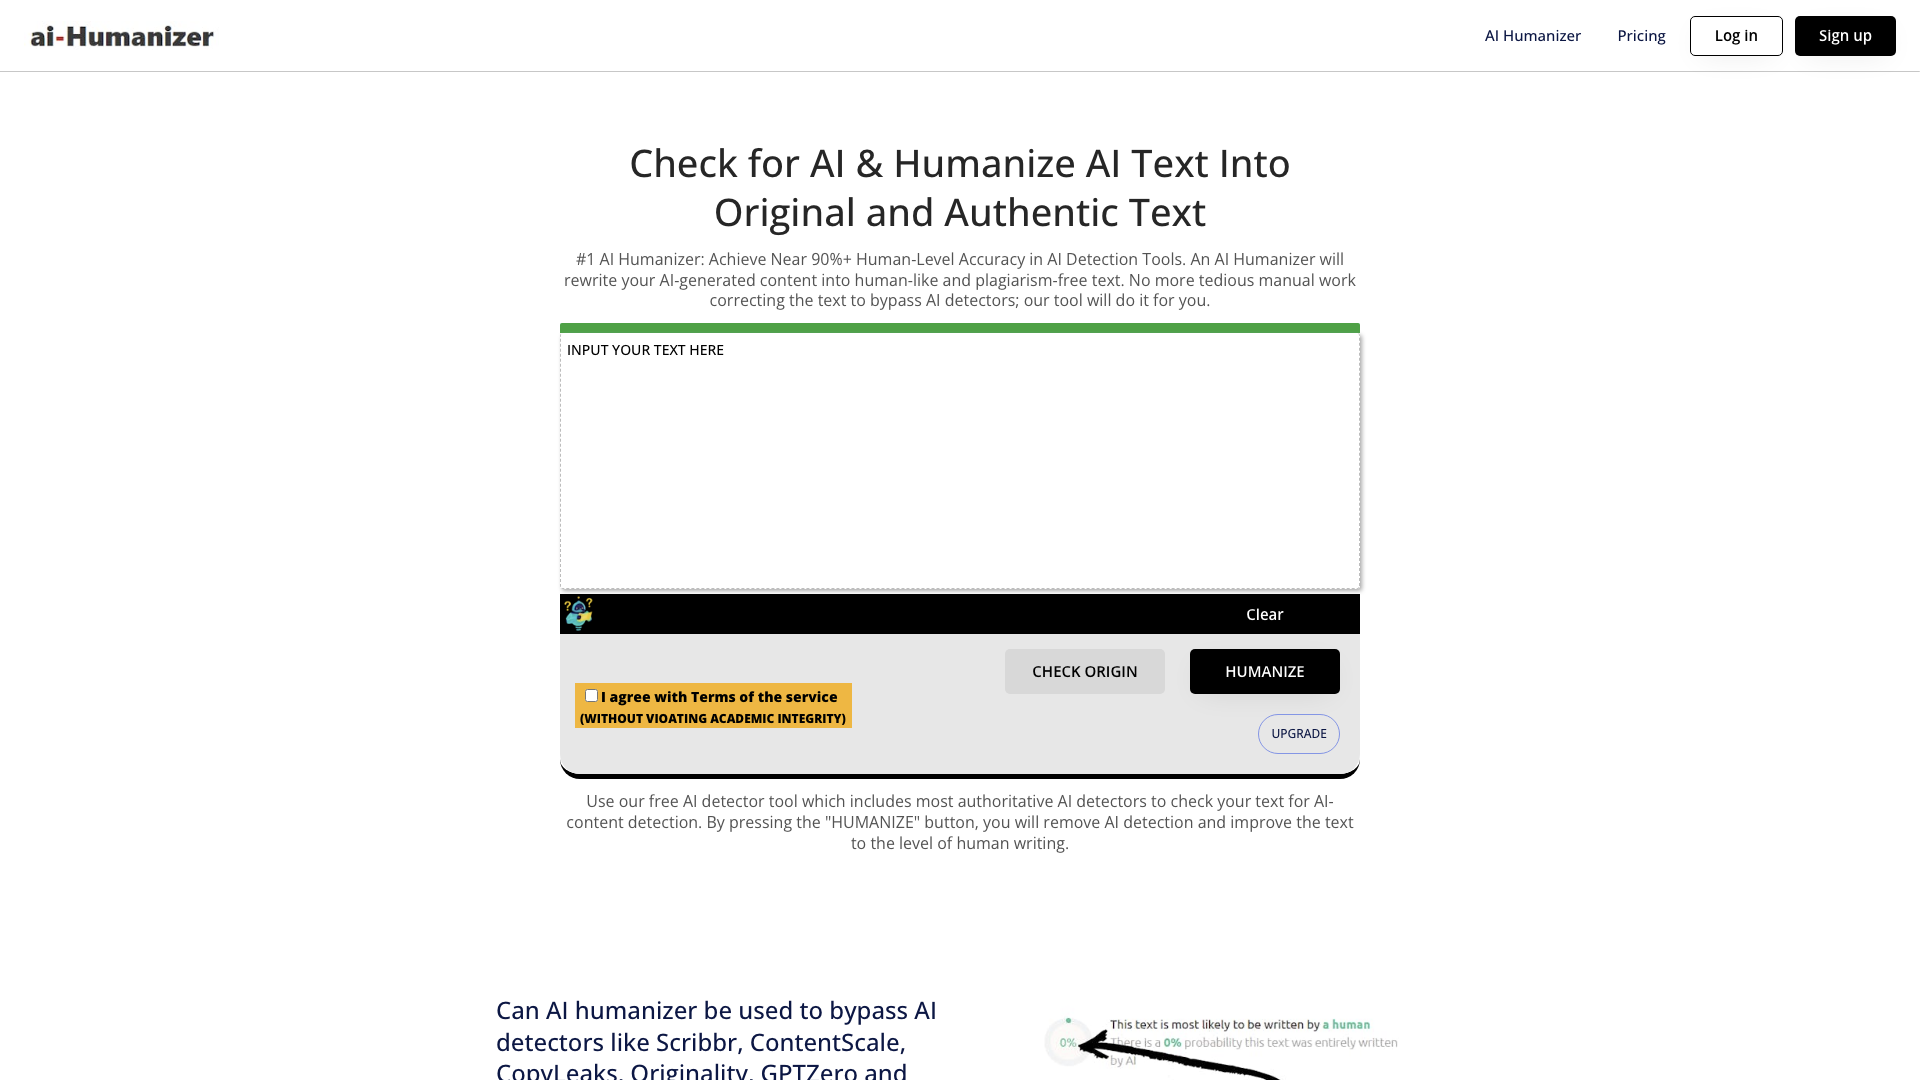 ai-Humanizer
AI Humanizer
Pricing
Log in
Sign up
Check for AI & Humanize AI Text Into
Original and Authentic Text
#1 AI Humanizer: Achieve Near 90%+ Human-Level Accuracy in AI Detection Tools. An AI Humanizer will
rewrite your AI-generated content into human-like and plagiarism-free text. No more tedious manual work
correcting the text to bypass AI detectors; our tool will do it for you.
INPUT YOUR TEXT HERE
Clear
CHECK ORIGIN
HUMANIZE
I agree with Terms of the service
(WITHOUT VIOATING ACADEMIC INTEGRITY)
UPGRADE
Use our free AI detector tool which includes most authoritative AI detectors to check your text for AI-
content detection. By pressing the "HUMANIZE" button, you will remove AI detection and improve the text
to the level of human writing.
Can AI humanizer be used to bypass AI
detectors like Scribbr, ContentScale,
CopyLeaks, Originality, GPTZero and
This text is most likely to be written by a human
0%
There is a 0% probability this text was entirely written
by AI